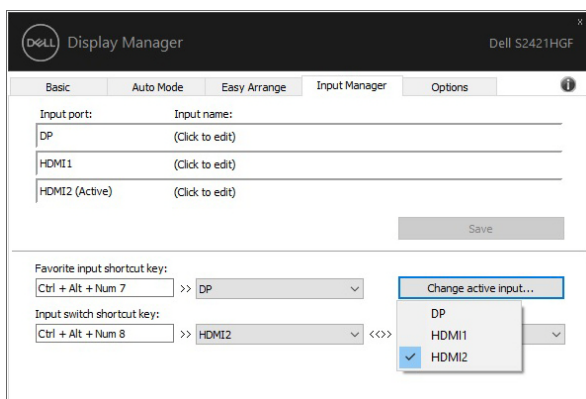 x
DELL Display Manager Dell S2421HGF
Basic Auto Mode Easy Arrange Input Manager Options i
Input port: Input name:
DP (Click to edit)
HDMI1 (Click to edit)
HDMI2 (Active) (Click to edit)
Save
Favorite input shortcut key:
Ctrl + Alt + Num 7 >> DP Change active input...
Input switch shortcut key:
Ctrl + Alt + Num 8 >> HDMI2 <<>>
DP
HDMI1
HDMI2